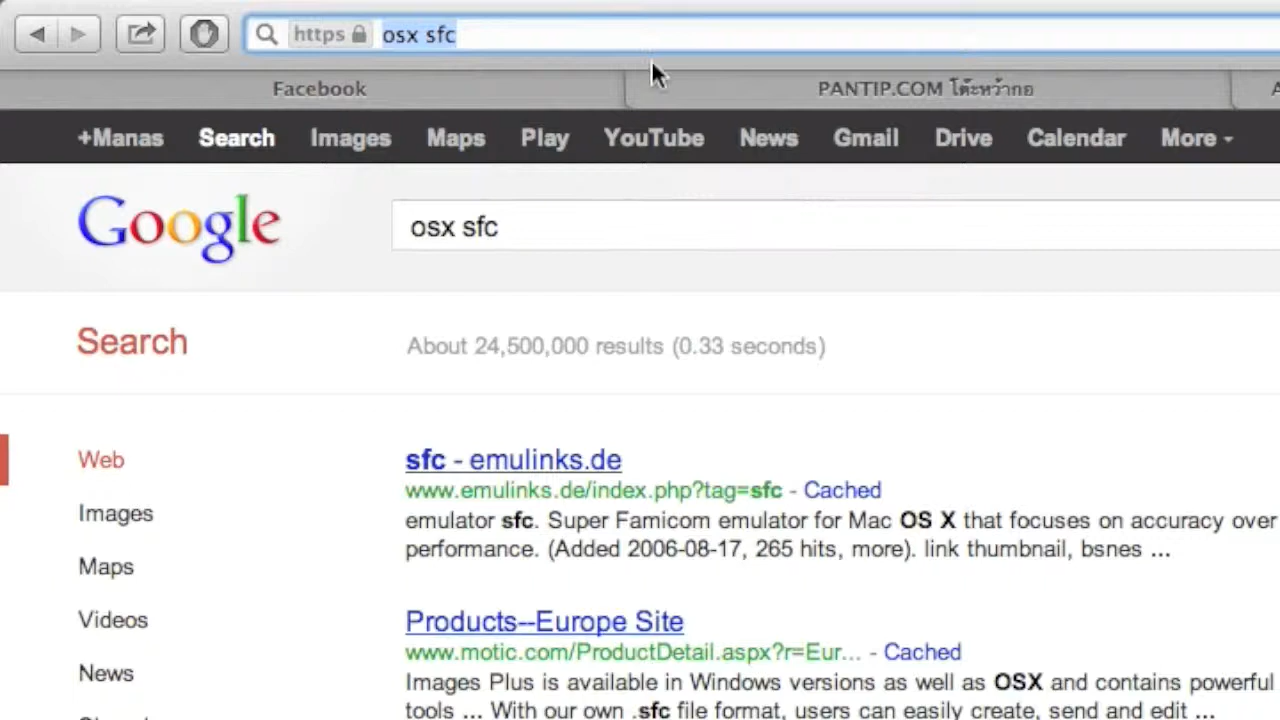 https osx sfc
Facebook PANTIP.COM โต๊ะหว้ากอ
+Manas Search Images Maps Play YouTube News Gmail Drive Calendar More
Google osx sfc
Search About 24,500,000 results (0.33 seconds)
Web
Images
Maps
Videos
News
sfc - emulinks.de
www.emulinks.de/index.php?tag=sfc - Cached
emulator sfc. Super Famicom emulator for Mac OS X that focuses on accuracy over
performance. (Added 2006-08-17, 265 hits, more). link thumbnail, bsnes ...
Products--Europe Site
www.motic.com/ProductDetail.aspx?r=Eur... - Cached
Images Plus is available in Windows versions as well as OSX and contains powerful
tools ... With our own .sfc file format, users can easily create, send and edit ...